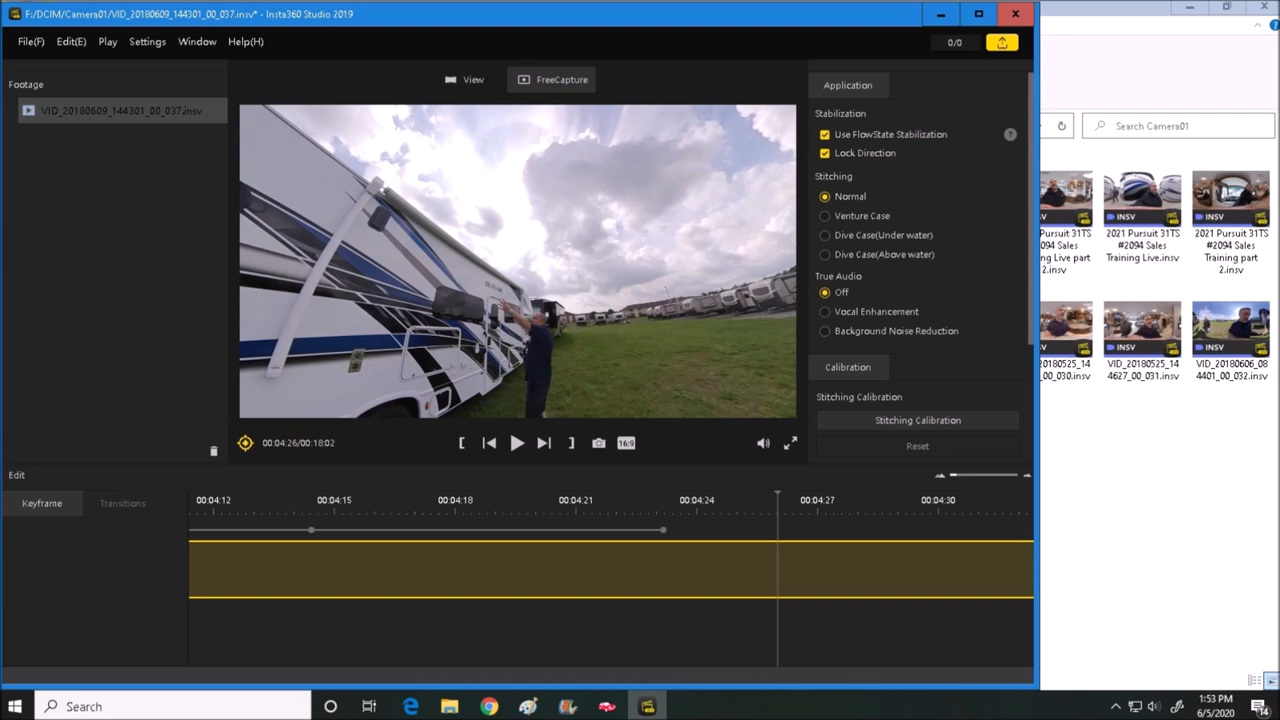 F:/DCIM/Camera01/VID_20180609_144301_00_037.insv* - Insta360 Studio 2019
File(F) Edit(E) Play Settings Window Help(H)
0/0
Footage
VID_20180609_144301_00_037.insv
View
FreeCapture
00:04:26/00:18:02
[
]
16:9
Application
Stabilization
Use FlowState Stabilization
?
Lock Direction
Stitching
Normal
Venture Case
Dive Case(Under water)
Dive Case(Above water)
True Audio
Off
Vocal Enhancement
Background Noise Reduction
Calibration
Stitching Calibration
Stitching Calibration
Reset
Edit
Keyframe
Transitions
00:04:12 00:04:15 00:04:18 00:04:21 00:04:24 00:04:27 00:04:30
Search Camera01
INSV
INSV
Pursuit 31TS
#2094 Sales
ng Live part
2.insv
2021 Pursuit 31TS
#2094 Sales
Training Live.insv
2021 Pursuit 31TS
#2094 Sales
Training part
2.insv
INSV
INSV
20180525_14
_00_030.insv
VID_20180525_14
4627_00_031.insv
VID_20180606_08
4401_00_032.insv
Search
1:53 PM
6/5/2020
14